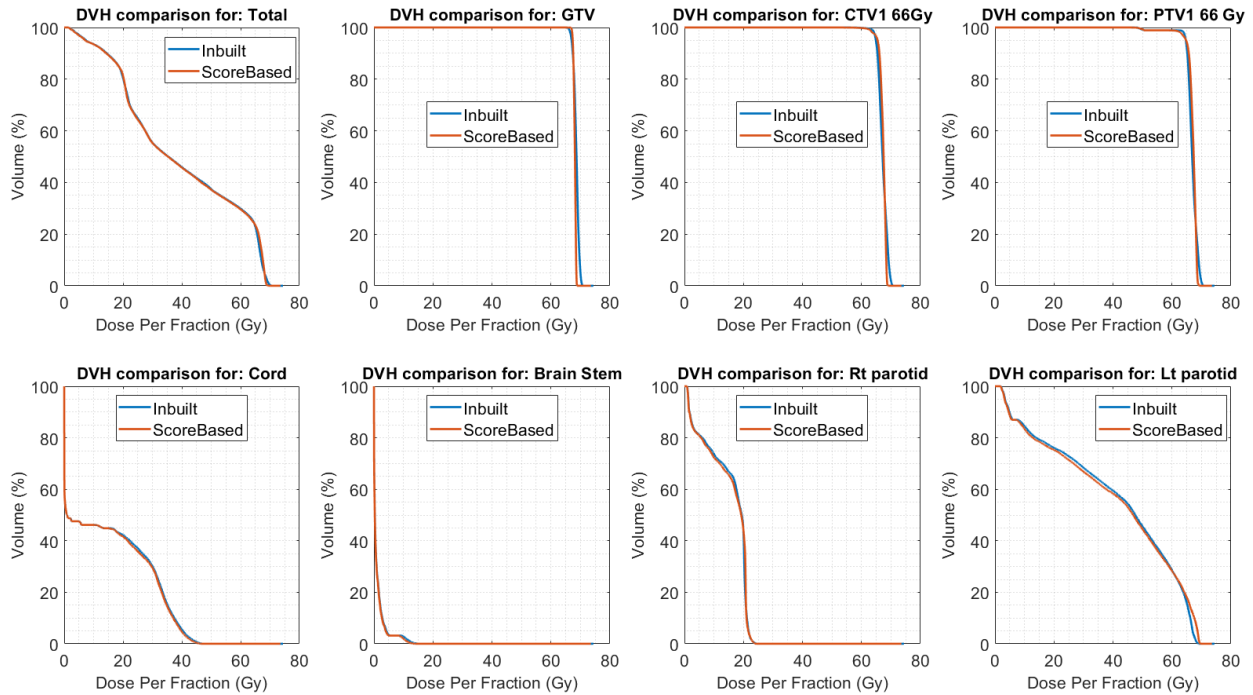 DVH comparison for: Total
100
80
60
40
20
0
Volume (%)
Inbuilt
ScoreBased
0 20 40 60 80
Dose Per Fraction (Gy)
DVH comparison for: GTV
100
80
60
40
20
0
Volume (%)
Inbuilt
ScoreBased
0 20 40 60 80
Dose Per Fraction (Gy)
DVH comparison for: CTV1 66Gy
100
80
60
40
20
0
Volume (%)
Inbuilt
ScoreBased
0 20 40 60 80
Dose Per Fraction (Gy)
DVH comparison for: PTV1 66 Gy
100
80
60
40
20
0
Volume (%)
Inbuilt
ScoreBased
0 20 40 60 80
Dose Per Fraction (Gy)
DVH comparison for: Cord
100
80
60
40
20
0
Volume (%)
Inbuilt
ScoreBased
0 20 40 60 80
Dose Per Fraction (Gy)
DVH comparison for: Brain Stem
100
80
60
40
20
0
Volume (%)
Inbuilt
ScoreBased
0 20 40 60 80
Dose Per Fraction (Gy)
DVH comparison for: Rt parotid
100
80
60
40
20
0
Volume (%)
Inbuilt
ScoreBased
0 20 40 60 80
Dose Per Fraction (Gy)
DVH comparison for: Lt parotid
100
80
60
40
20
0
Volume (%)
Inbuilt
ScoreBased
0 20 40 60 80
Dose Per Fraction (Gy)